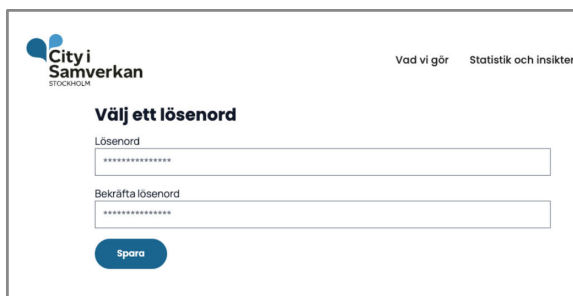 City i
Samverkan
STOCKHOLM
Vad vi gör Statistik och insikter
Välj ett lösenord
Lösenord
***************
Bekräfta lösenord
***************
Spara